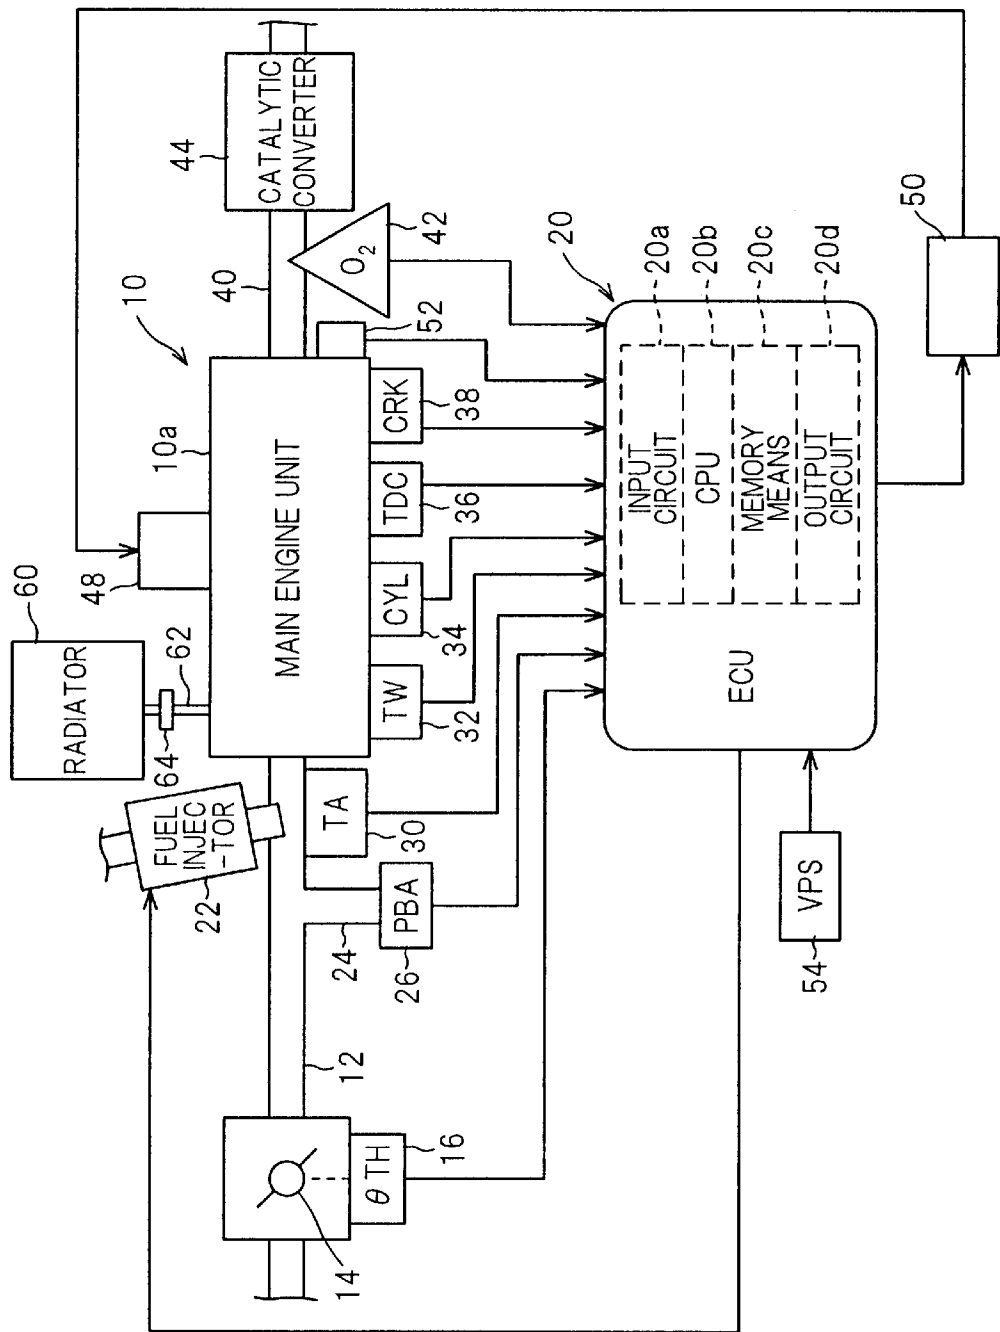 60
RADIATOR
64
62
48
10a
10
40
44
CATALYTIC
CONVERTER
FUEL
INJEC
-TOR
22
MAIN ENGINE UNIT
14
θ TH
16
12
24
PBA
26
TA
30
TW
32
CYL
34
TDC
36
CRK
38
52
O2
42
20
ECU
INPUT
CIRCUIT
20a
CPU
20b
MEMORY
MEANS
20c
OUTPUT
CIRCUIT
20d
VPS
54
50